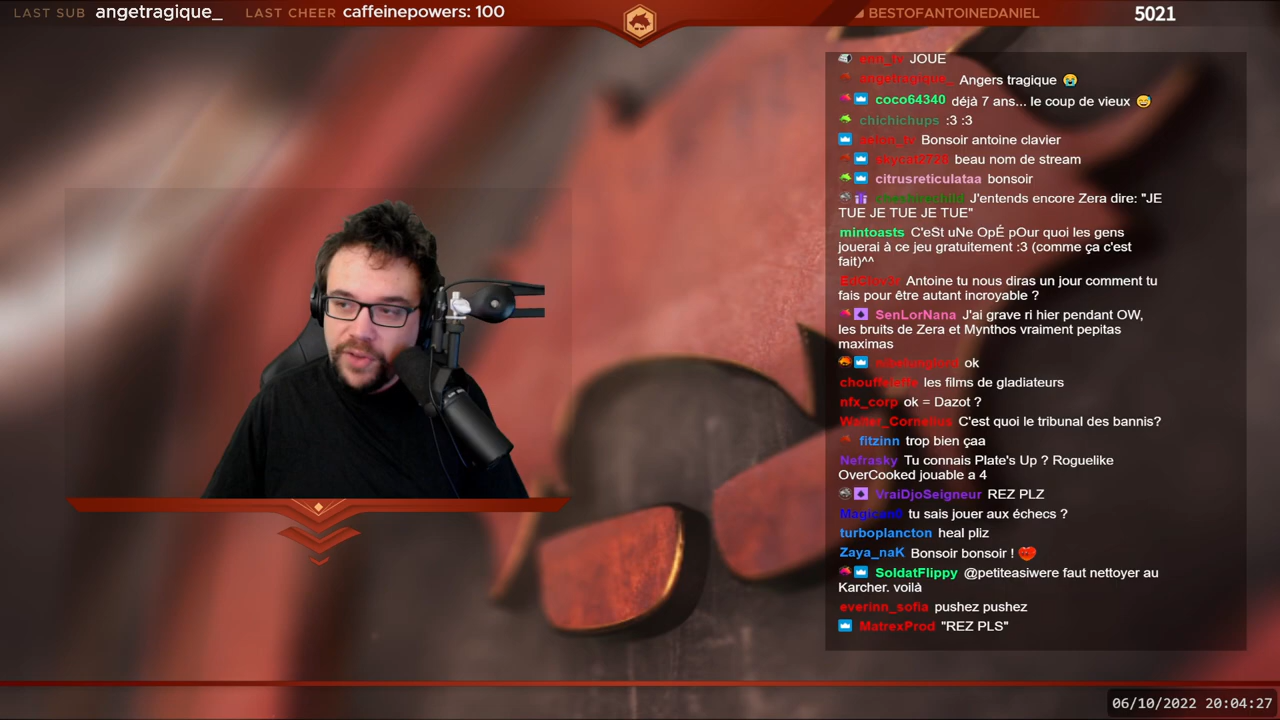 LAST SUB angetragique_ LAST CHEER caffeinepowers: 100
BESTOFANTOINEDANIEL 5021
JOUE
angetragique_ Angers tragique
coco64340 déjà 7 ans... le coup de vieux
chichichups :3 :3
Bonsoir antoine clavier
skycat2726 beau nom de stream
citrusreticulataa bonsoir
J'entends encore Zera dire: "JE
TUE JE TUE JE TUE"
mintoasts C'eSt uNe OpÉ pOur quoi les gens
jouerai à ce jeu gratuitement :3 (comme ça c'est
fait)^^
Antoine tu nous diras un jour comment tu
fais pour être autant incroyable ?
SenLorNana J'ai grave ri hier pendant OW,
les bruits de Zera et Mynthos vraiment pepitas
maximas
ok
les films de gladiateurs
nfx_corp ok = Dazot ?
Walter_Cornelius C'est quoi le tribunal des bannis?
fitzinn trop bien çaa
Nefrasky Tu connais Plate's Up ? Roguelike
OverCooked jouable a 4
VraiDjoSeigneur REZ PLZ
tu sais jouer aux échecs ?
turboplancton heal pliz
Zaya_naK Bonsoir bonsoir !
SoldatFlippy @petiteasiwere faut nettoyer au
Karcher. voilà
everinn_sofia pushez pushez
MatrexProd "REZ PLS"
06/10/2022 20:04:27